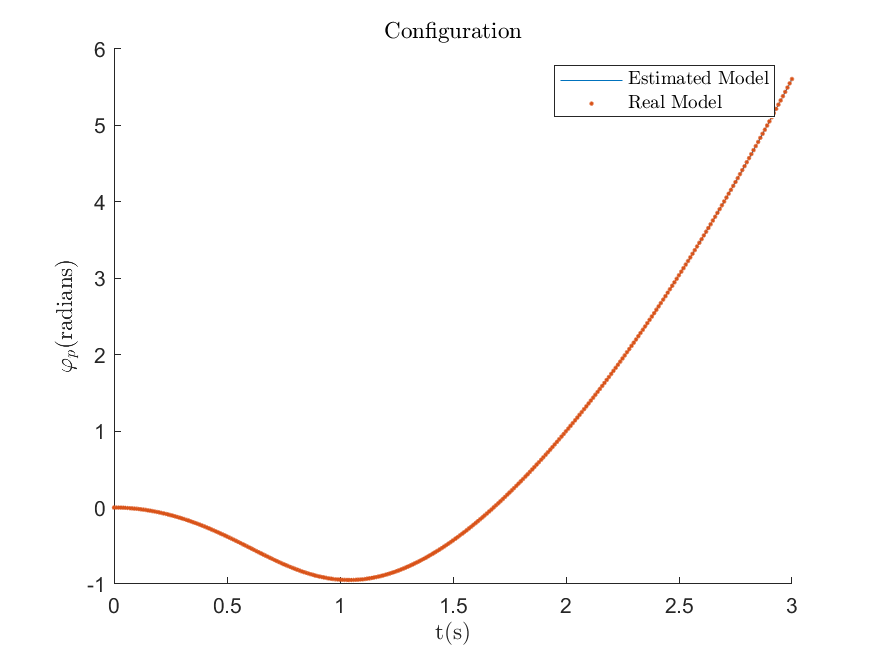 Configuration
Estimated Model
Real Model
6
5
4
3
2
1
0
-1
φₚ(radians)
0 0.5 1 1.5 2 2.5 3
t(s)